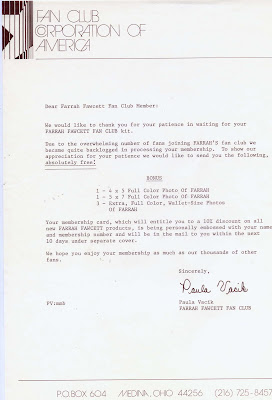 FAN CLUB
CORPORATION OF
AMERICA
Dear Farrah Fawcett Fan Club Member:
We would like to thank you for your patience in waiting for your
FARRAH FAWCETT FAN CLUB kit.
Due to the overwhelming number of fans joining FARRAH'S fan club we
became quite backlogged in processing your membership. To show our
appreciation for your patience we would like to send you the following,
absolutely free!
BONUS
1 - 4 x 5 Full Color Photo Of FARRAH
1 - 5 x 7 Full Color Photo Of FARRAH
3 - Extra, Full Color, Wallet-Size Photos
Of FARRAH
Your membership card, which will entitle you to a 10% discount on all
new FARRAH FAWCETT products, is being personally embossed with your name
and membership number and will be in the mail to you within the next
10 days under separate cover.
We hope you enjoy your membership as much as our thousands of other
fans.
Sincerely,
Paula Vacik
Paula Vacik
PV:mmh FARRAH FAWCETT FAN CLUB
P.O. BOX 604 MEDINA, OHIO 44256 (216) 725-8457